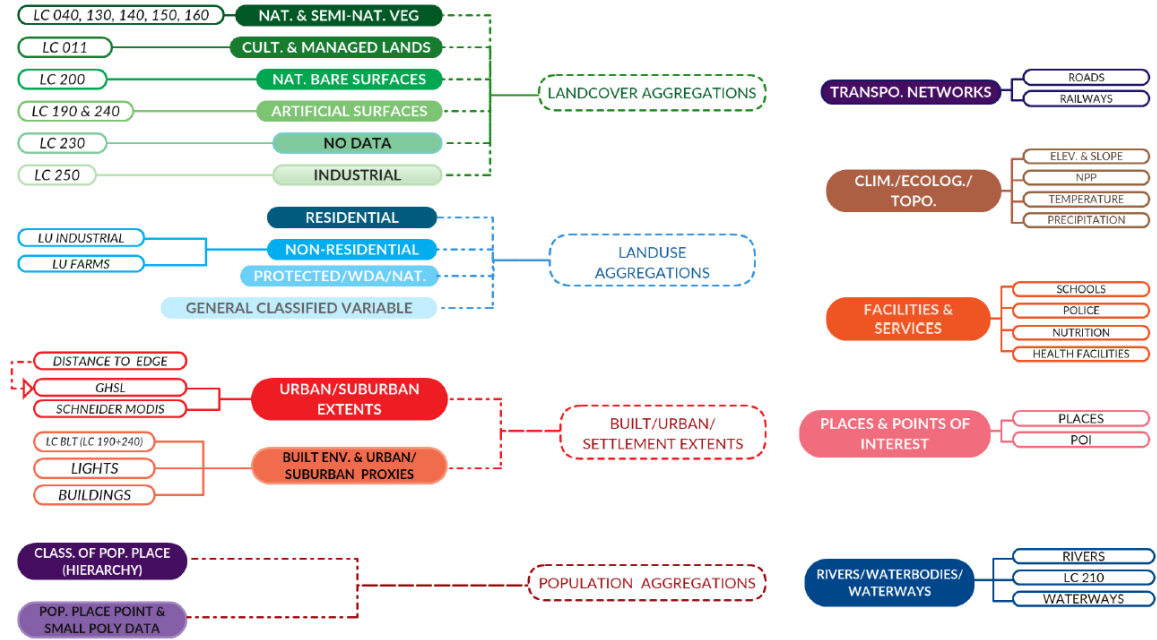 LC 040, 130, 140, 150, 160
NAT. & SEMI-NAT. VEG
LC 011
CULT. & MANAGED LANDS
LC 200
NAT. BARE SURFACES
LC 190 & 240
ARTIFICIAL SURFACES
LC 230
NO DATA
LC 250
INDUSTRIAL
LANDCOVER AGGREGATIONS
RESIDENTIAL
LU INDUSTRIAL
LU FARMS
NON-RESIDENTIAL
PROTECTED/WDA/NAT.
GENERAL CLASSIFIED VARIABLE
LANDUSE
AGGREGATIONS
DISTANCE TO EDGE
GHSL
SCHNEIDER MODIS
URBAN/SUBURBAN
EXTENTS
LC BLT (LC 190+240)
LIGHTS
BUILDINGS
BUILT ENV. & URBAN/
SUBURBAN PROXIES
BUILT/URBAN/
SETTLEMENT EXTENTS
CLASS. OF POP. PLACE
(HIERARCHY)
POP. PLACE POINT &
SMALL POLY DATA
POPULATION AGGREGATIONS
TRANSPO. NETWORKS
ROADS
RAILWAYS
CLIM./ECOLOG./
TOPO.
ELEV. & SLOPE
NPP
TEMPERATURE
PRECIPITATION
FACILITIES &
SERVICES
SCHOOLS
POLICE
NUTRITION
HEALTH FACILITIES
PLACES & POINTS OF
INTEREST
PLACES
POI
RIVERS/WATERBODIES/
WATERWAYS
RIVERS
LC 210
WATERWAYS